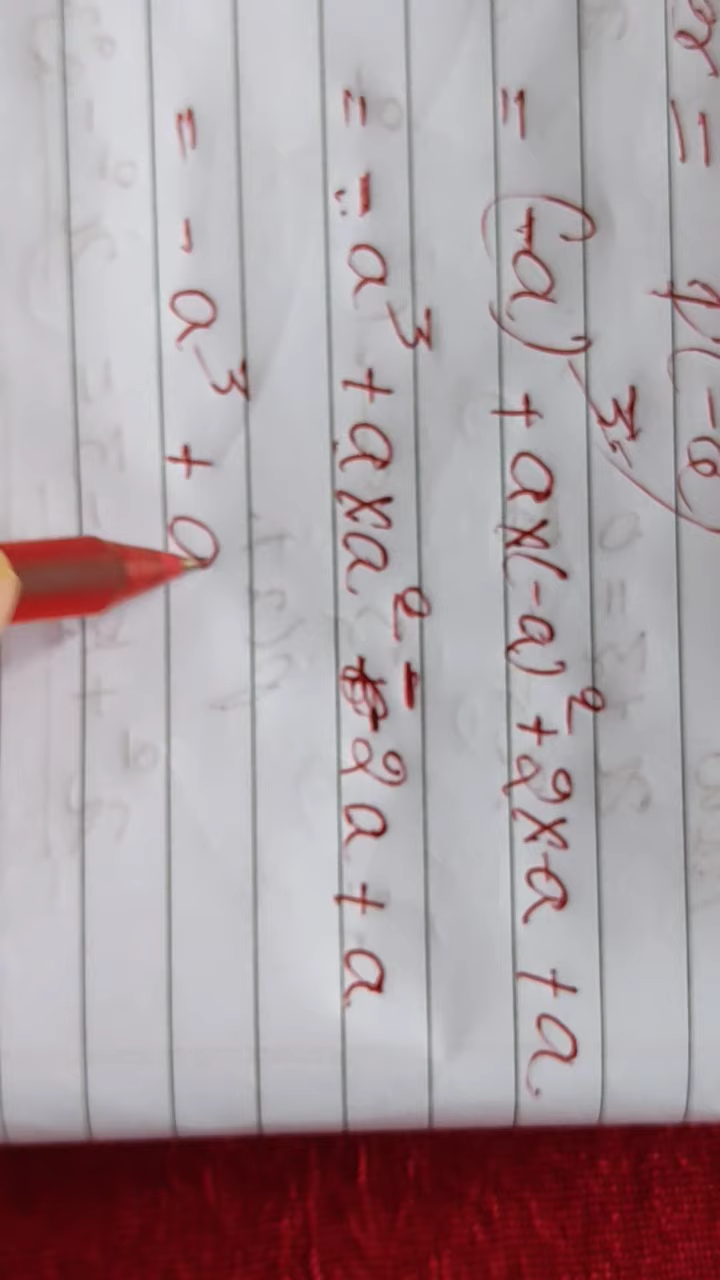 = p(-a)
= (-a)³ + a×(-a)² + 2×-a + a
= -a³ + a×a² - 2a + a
= -a³ + a